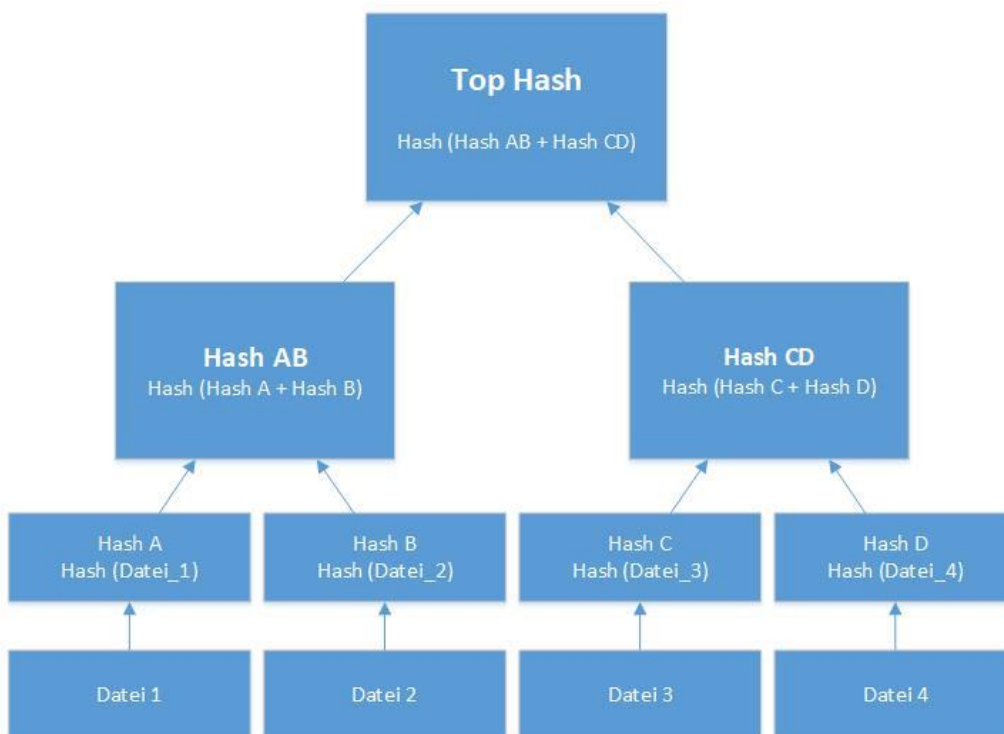 Top Hash
Hash (Hash AB + Hash CD)
Hash AB
Hash (Hash A + Hash B)
Hash CD
Hash (Hash C + Hash D)
Hash A
Hash (Datei_1)
Hash B
Hash (Datei_2)
Hash C
Hash (Datei_3)
Hash D
Hash (Datei_4)
Datei 1
Datei 2
Datei 3
Datei 4